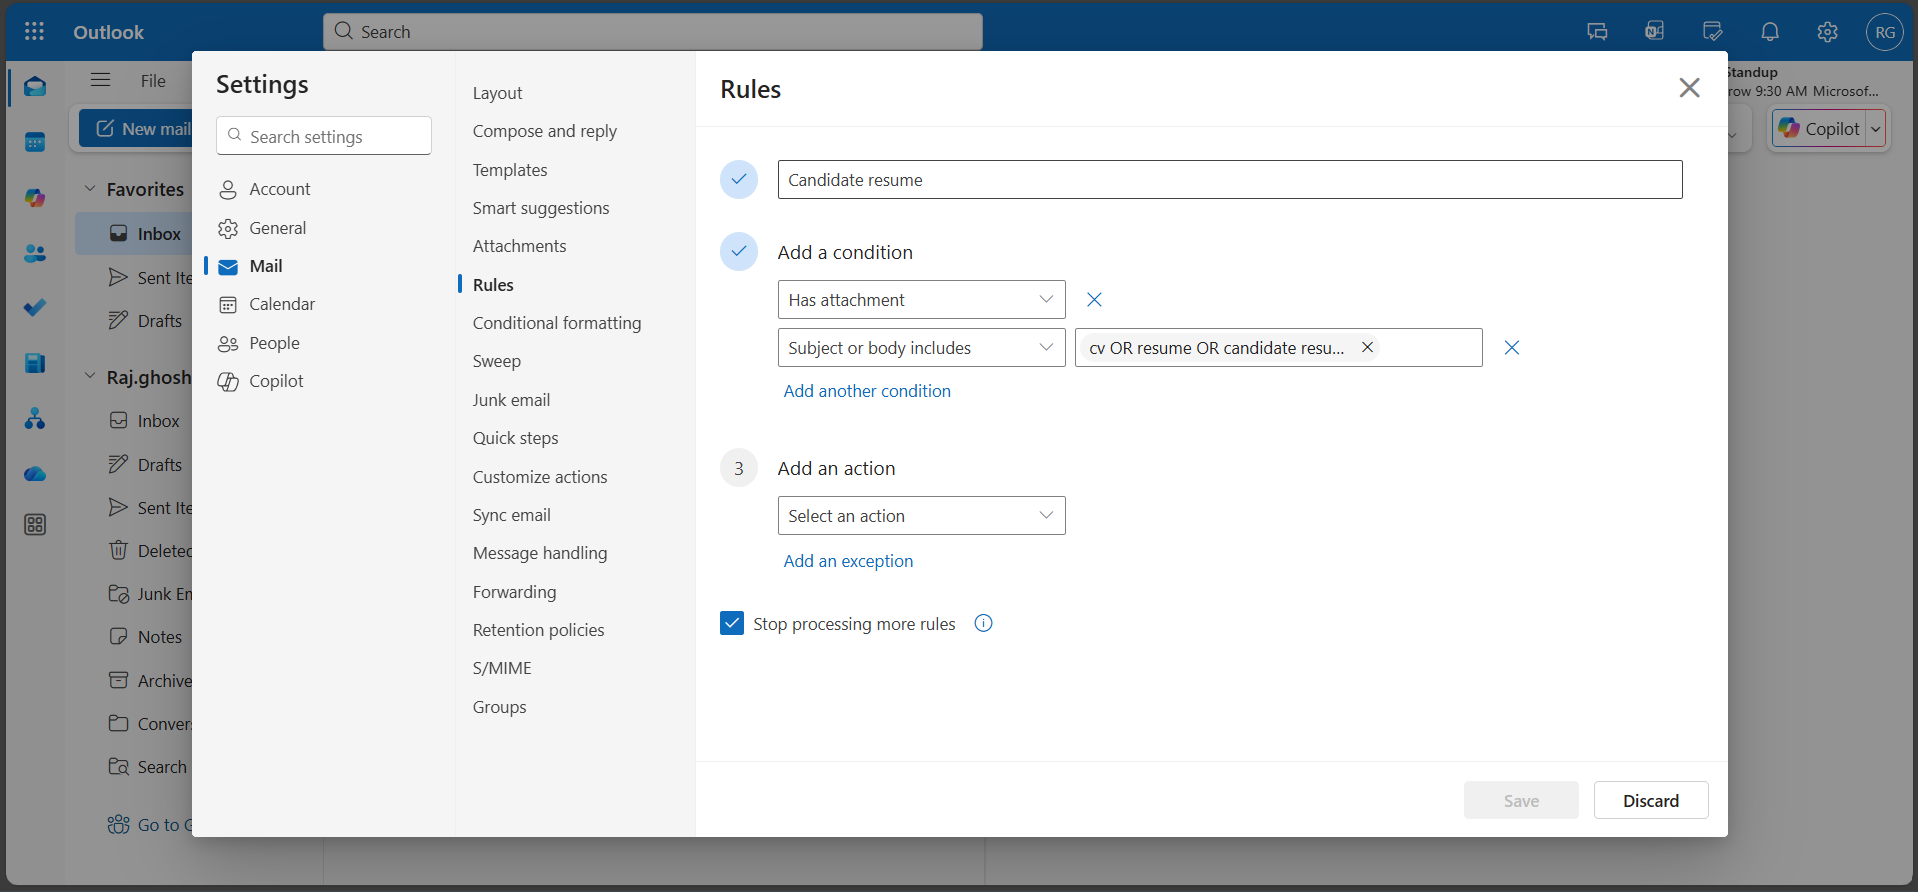 Outlook
Search
RG
File
New mail
Favorites
Inbox
Sent Ite
Drafts
Raj.ghosh
Inbox
Drafts
Sent Ite
Deleted
Junk Em
Notes
Archive
Conver
Search
Go to G
Settings
Search settings
Account
General
Mail
Calendar
People
Copilot
Layout
Compose and reply
Templates
Smart suggestions
Attachments
Rules
Conditional formatting
Sweep
Junk email
Quick steps
Customize actions
Sync email
Message handling
Forwarding
Retention policies
S/MIME
Groups
Rules
Candidate resume
Add a condition
Has attachment
Subject or body includes
cv OR resume OR candidate resu...
Add another condition
3
Add an action
Select an action
Add an exception
Stop processing more rules
Save
Discard
Standup
row 9:30 AM Microsof...
Copilot